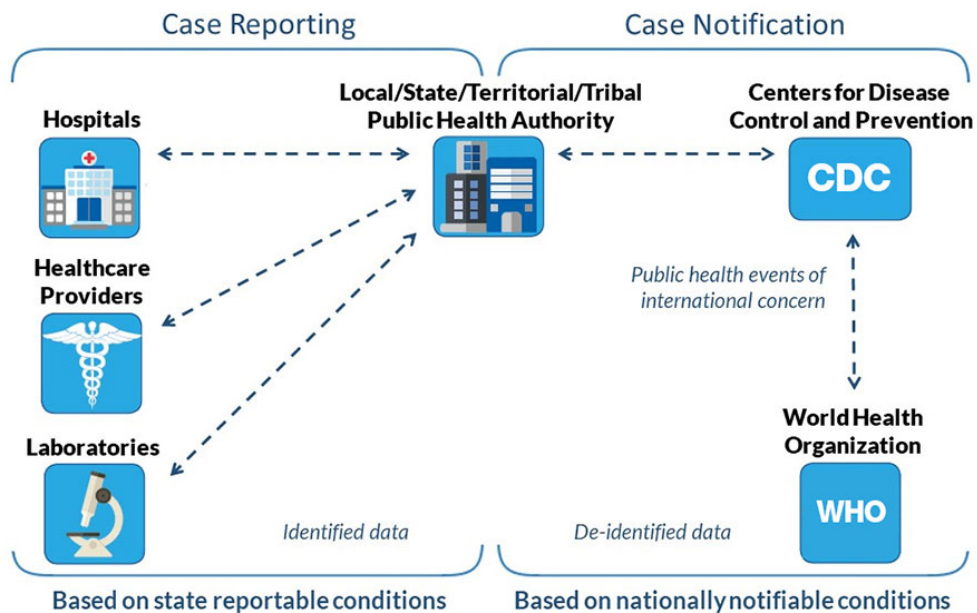 Case Reporting
Case Notification
Hospitals
Local/State/Territorial/Tribal
Public Health Authority
Centers for Disease
Control and Prevention
CDC
Healthcare
Providers
Public health events of
international concern
Laboratories
World Health
Organization
WHO
Identified data
De-identified data
Based on state reportable conditions
Based on nationally notifiable conditions